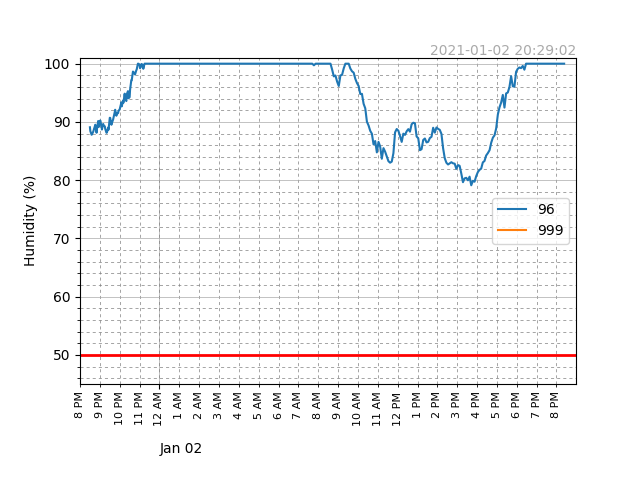 2021-01-02 20:29:02
Humidity (%)
100
90
80
70
60
50
96
999
8 PM
9 PM
10 PM
11 PM
12 AM
1 AM
2 AM
3 AM
4 AM
5 AM
6 AM
7 AM
8 AM
9 AM
10 AM
11 AM
12 PM
1 PM
2 PM
3 PM
4 PM
5 PM
6 PM
7 PM
8 PM
Jan 02